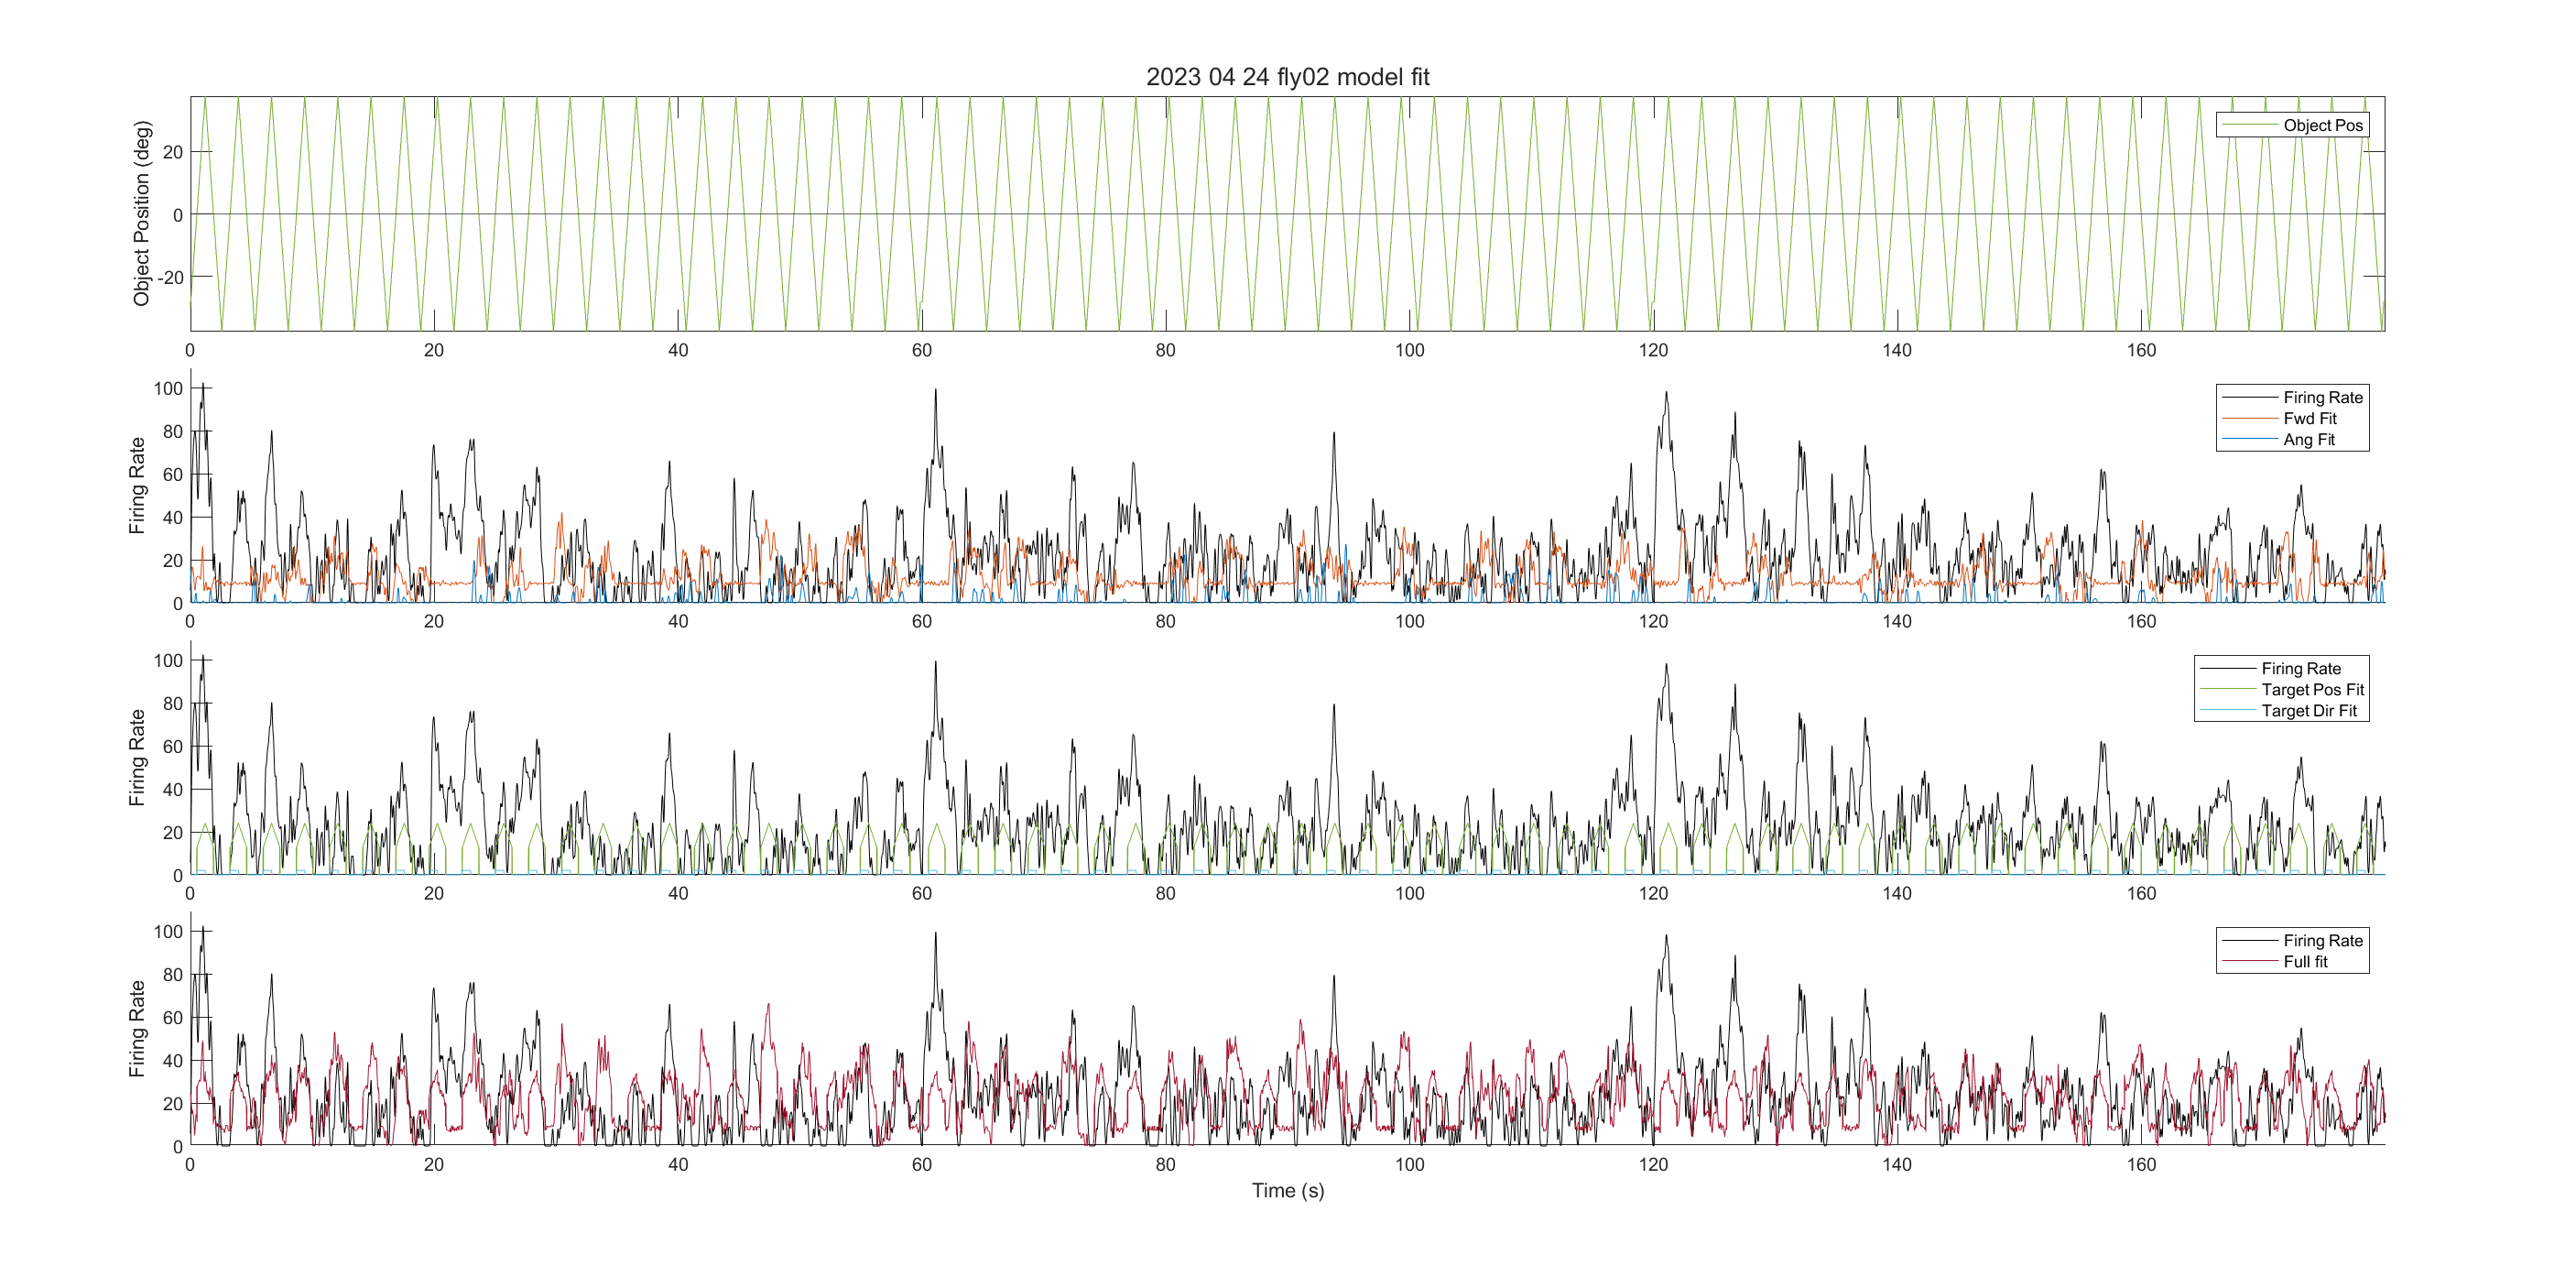 2023 04 24 fly02 model fit
Object Position (deg)
20
0
-20
Object Pos
0 20 40 60 80 100 120 140 160
Firing Rate
100
80
60
40
20
0
Firing Rate
Fwd Fit
Ang Fit
0 20 40 60 80 100 120 140 160
Firing Rate
100
80
60
40
20
0
Firing Rate
Target Pos Fit
Target Dir Fit
0 20 40 60 80 100 120 140 160
Firing Rate
100
80
60
40
20
0
Firing Rate
Full fit
0 20 40 60 80 100 120 140 160
Time (s)